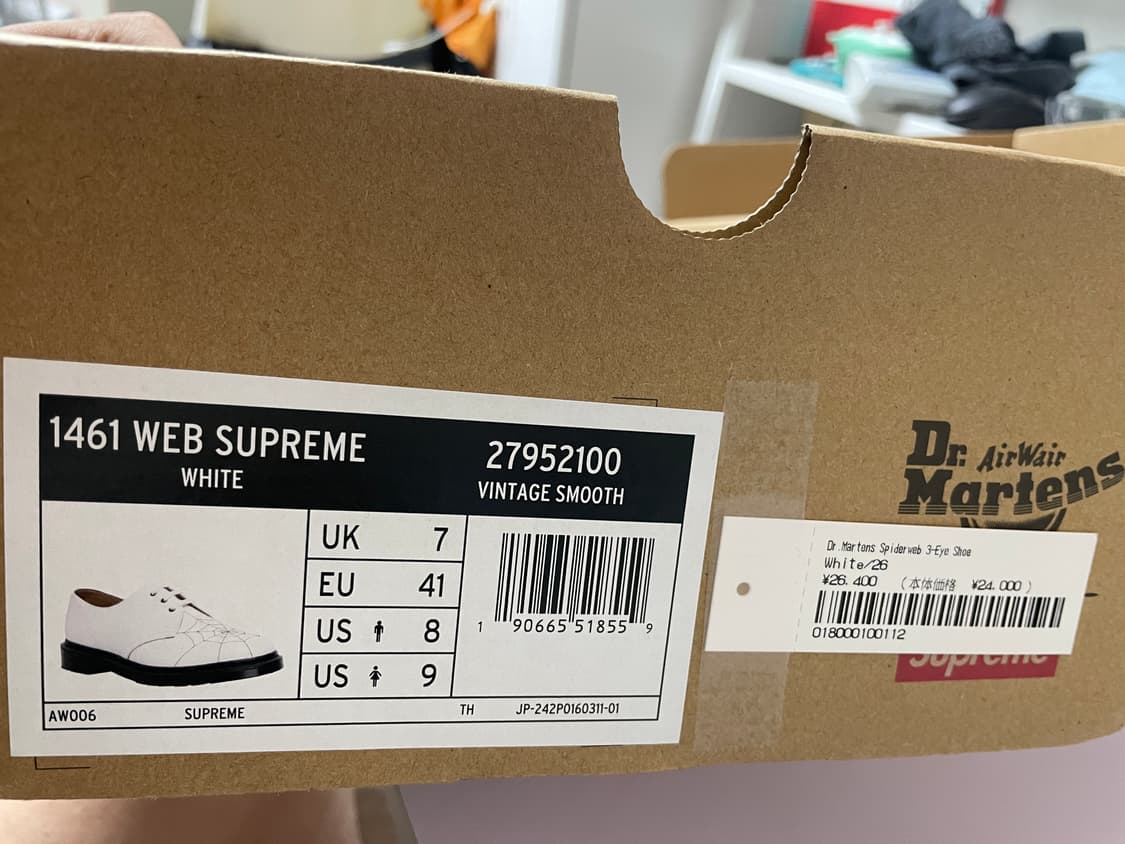 1461 WEB SUPREME
WHITE
27952100
VINTAGE SMOOTH
UK 7
EU 41
US 8
US 9
1 90665 51855 9
AW006 SUPREME TH JP-242P0160311-01
Dr. AirWair
Martens
Dr.Martens Spiderweb 3-Eye Shoe
White/26
¥26.400 (本体価格 ¥24.000)
018000100112
Supreme